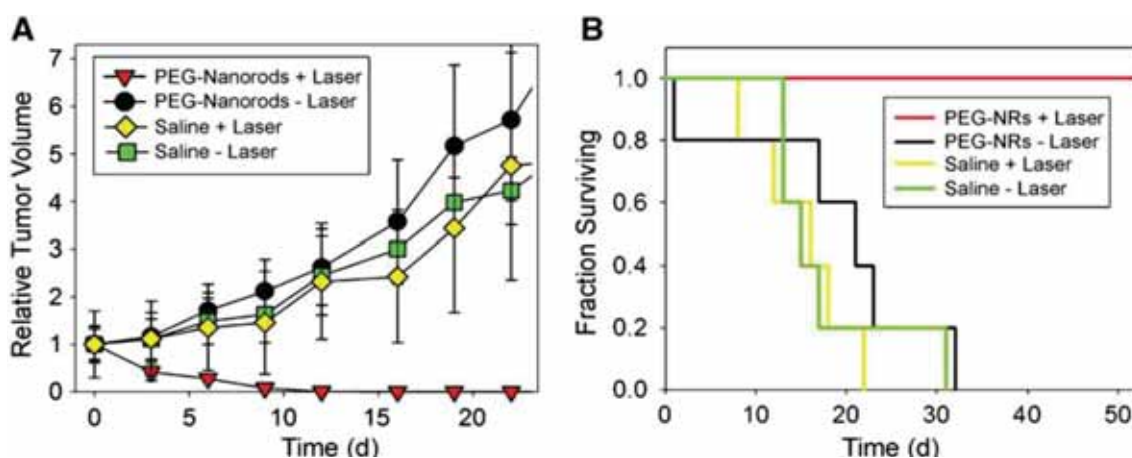 A
Relative Tumor Volume
7
6
5
4
3
2
1
0
PEG-Nanorods + Laser
PEG-Nanorods - Laser
Saline + Laser
Saline - Laser
0 5 10 15 20
Time (d)
B
Fraction Surviving
1.0
0.8
0.6
0.4
0.2
0.0
PEG-NRs + Laser
PEG-NRs - Laser
Saline + Laser
Saline - Laser
0 10 20 30 40 50
Time (d)